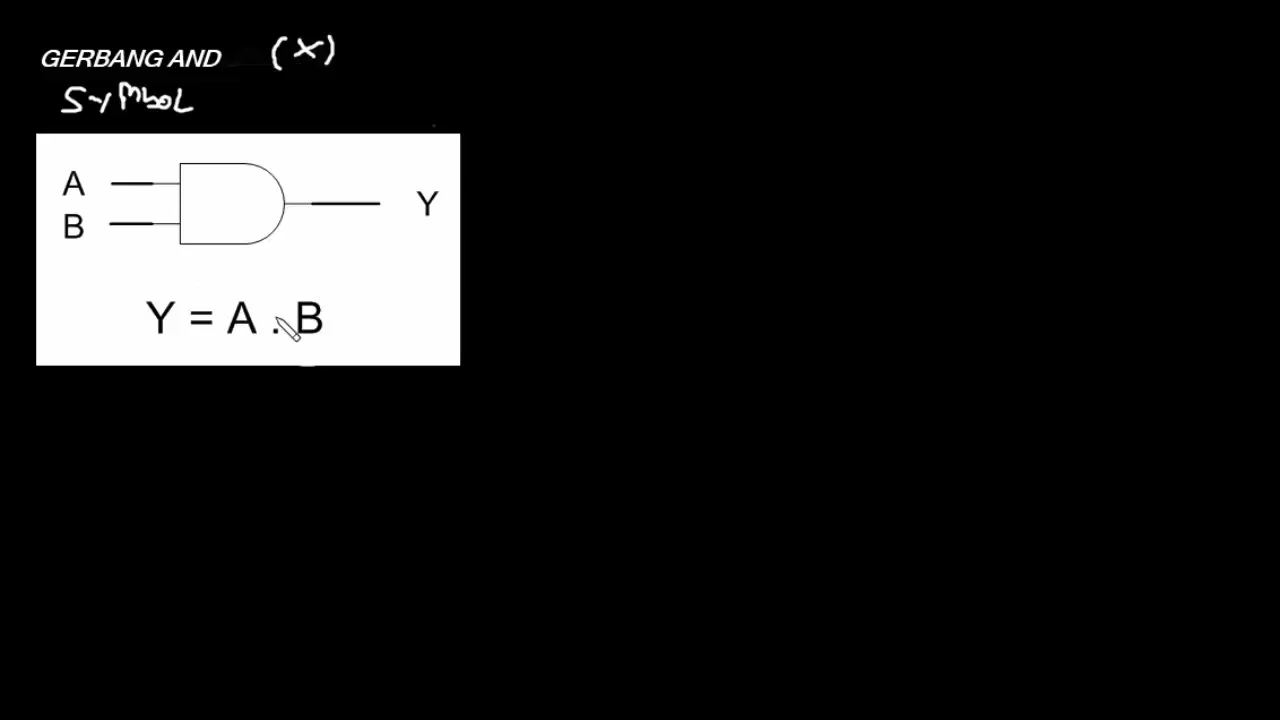 GERBANG AND (X)
SYMBOL
A
Y
B
Y = A . B